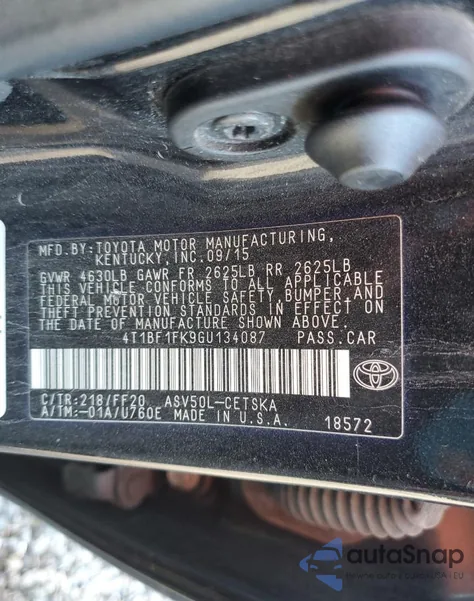 MFD.BY:TOYOTA MOTOR MANUFACTURING,
KENTUCKY,INC.09/15
GVWR 4630LB GAWR FR 2625LB RR 2625LB
THIS VEHICLE CONFORMS TO ALL APPLICABLE
FEDERAL MOTOR VEHICLE SAFETY, BUMPER, AND
THEFT PREVENTION STANDARDS IN EFFECT ON
THE DATE OF MANUFACTURE SHOWN ABOVE.
4T1BF1FK9GU134087 PASS.CAR
C/TR:218/FF20 ASV50L-CETSKA
A/TM:-01A/U760E MADE IN U.S.A. 18572
autoSnap